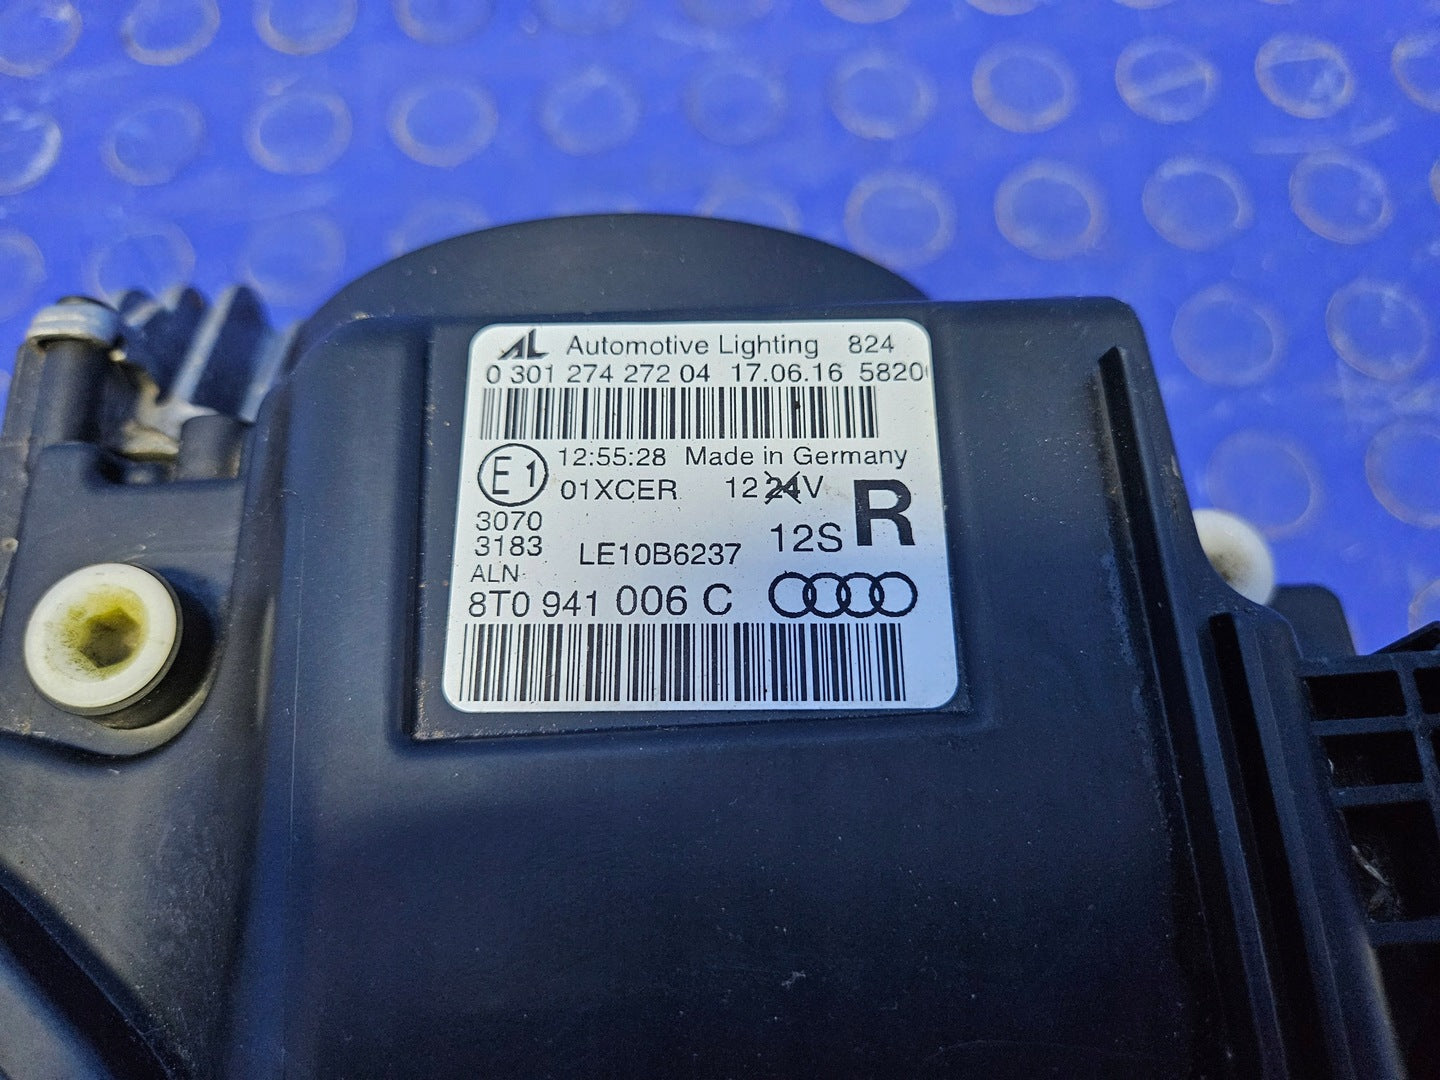 AL Automotive Lighting 824
0 301 274 272 04 17.06.16 5820
E1 12:55:28 Made in Germany
01XCER 12 24V R
3070
3183 LE10B6237 12S
ALN
8T0 941 006 C